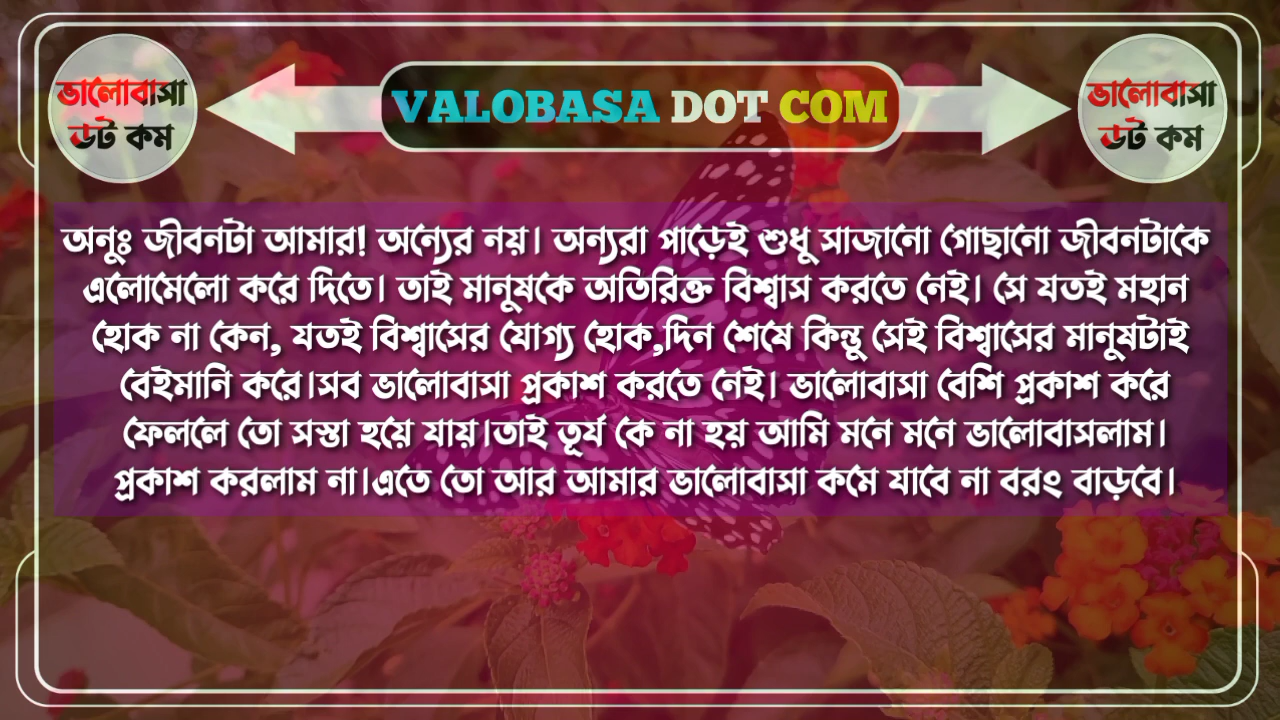 ভালোবাসা
ডট কম
VALOBASA DOT COM
ভালোবাসা
ডট কম
অনুঃ জীবনটা আমার! অন্যের নয়। অন্যরা পাড়েই শুধু সাজানো গোছানো জীবনটাকে
এলোমেলো করে দিতে। তাই মানুষকে অতিরিক্ত বিশ্বাস করতে নেই। সে যতই মহান
হোক না কেন, যতই বিশ্বাসের যোগ্য হোক,দিন শেষে কিন্তু সেই বিশ্বাসের মানুষটাই
বেইমানি করে।সব ভালোবাসা প্রকাশ করতে নেই। ভালোবাসা বেশি প্রকাশ করে
ফেললে তো সস্তা হয়ে যায়।তাই তূর্য কে না হয় আমি মনে মনে ভালোবাসলাম।
প্রকাশ করলাম না।এতে তো আর আমার ভালোবাসা কমে যাবে না বরং বাড়বে।